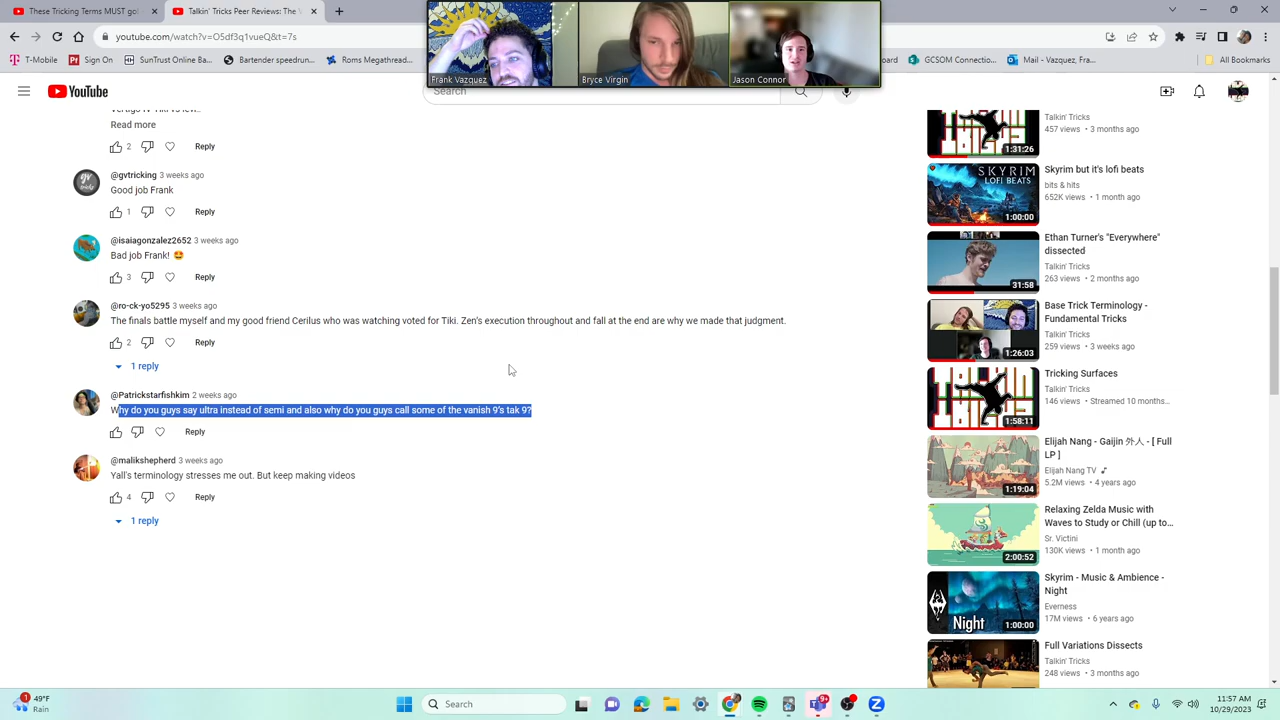 Tea Time | These Tricking Terms MUST go!
Talkin' Tricks Reviews: The V
youtube.com/watch?v=O5df3q1vueQ&t=7s
T-Mobile
Sign in
SunTrust Online Ba...
Bartender speedrun...
Roms Megathread...
GCSOM Connectio...
Mail - Vazquez, Fra...
All Bookmarks
Frank Vazquez
Bryce Virgin
Jason Connor
YouTube
Search
Read more
2
Reply
@gvtricking 3 weeks ago
Good job Frank
1
Reply
@isaiagonzalez2652 3 weeks ago
Bad job Frank! 🤩
3
Reply
@ro-ck-yo5295 3 weeks ago
The finals battle myself and my good friend Ross who was watching voted for Tiki. Zen's execution throughout and fall at the end are why we made that judgment.
2
Reply
1 reply
@Patrickstarfishkim 2 weeks ago
Why do you guys say ultra instead of semi and also why do you guys call some of the vanish 9's tak 9?
Reply
@malikshepherd 3 weeks ago
Yall's terminology stresses me out. But keep making videos
4
Reply
1 reply
Talkin' Tricks
457 views • 3 months ago
1:31:26
Skyrim but it's lofi beats
bits & hits
652K views • 1 month ago
SKYRIM
LOFI BEATS
1:00:00
Ethan Turner's "Everywhere"
dissected
Talkin' Tricks
263 views • 2 months ago
31:58
Base Trick Terminology -
Fundamental Tricks
Talkin' Tricks
259 views • 3 weeks ago
1:26:03
Tricking Surfaces
Talkin' Tricks
146 views • Streamed 10 months...
1:58:11
Elijah Nang - Gaijin 外人 - [ Full
LP ]
Elijah Nang TV
5.2M views • 4 years ago
1:19:04
Relaxing Zelda Music with
Waves to Study or Chill (up to...
Sr. Victini
130K views • 1 month ago
2:00:52
Skyrim - Music & Ambience -
Night
Everness
17M views • 6 years ago
Night
1:00:00
Full Variations Dissects
Talkin' Tricks
248 views • 3 months ago
1
49°F
Rain
Search
11:57 AM
10/29/2023